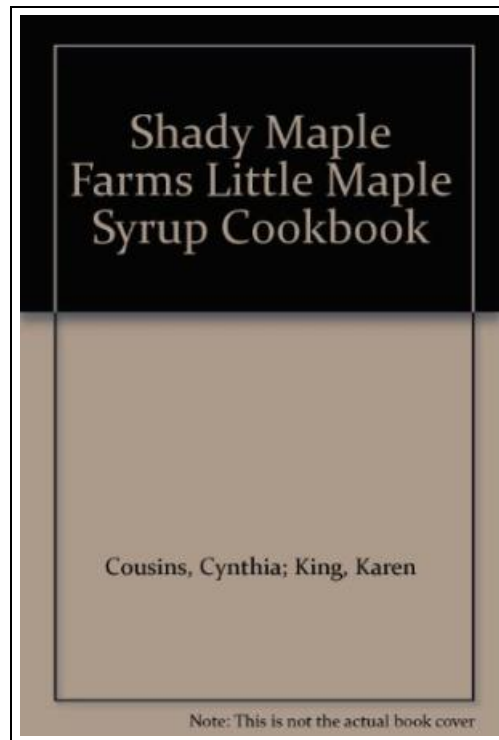 Shady Maple
Farms Little Maple
Syrup Cookbook
Cousins, Cynthia; King, Karen
Note: This is not the actual book cover